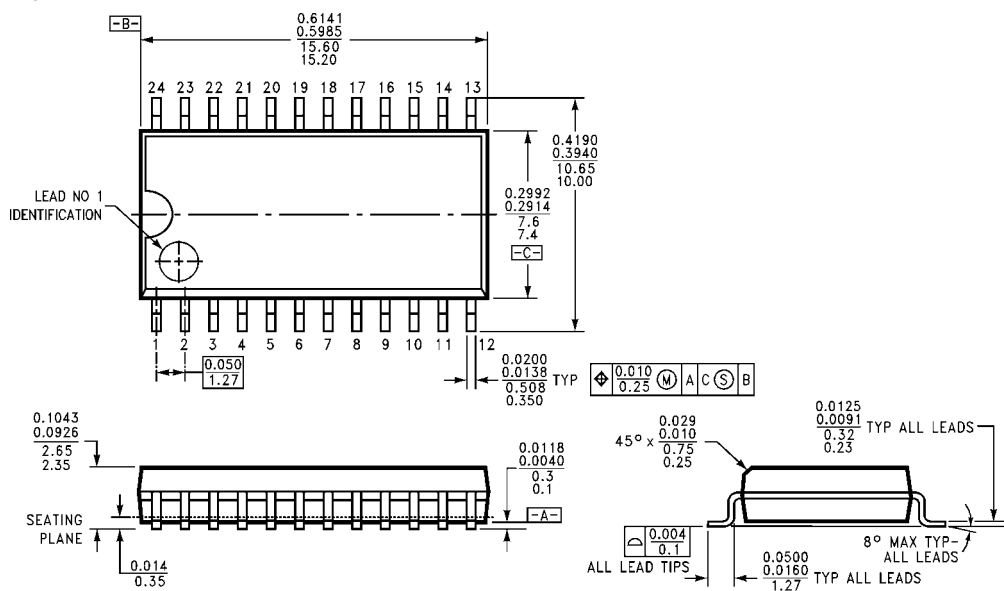 -B-
0.6141
0.5985
15.60
15.20
24 23 22 21 20 19 18 17 16 15 14 13
0.4190
0.3940
10.65
10.00
0.2992
0.2914
7.6
7.4
-C-
LEAD NO 1
IDENTIFICATION
1 2 3 4 5 6 7 8 9 10 11 12
0.050
1.27
0.0200
0.0138
0.508
0.350
TYP
0.010
0.25
M
A
C
S
B
0.1043
0.0926
2.65
2.35
0.0118
0.0040
0.3
0.1
-A-
SEATING
PLANE
0.014
0.35
45° x
0.029
0.010
0.75
0.25
0.0125
0.0091
0.32
0.23
TYP ALL LEADS
0.004
0.1
ALL LEAD TIPS
8° MAX TYP-
ALL LEADS
0.0500
0.0160
1.27
TYP ALL LEADS